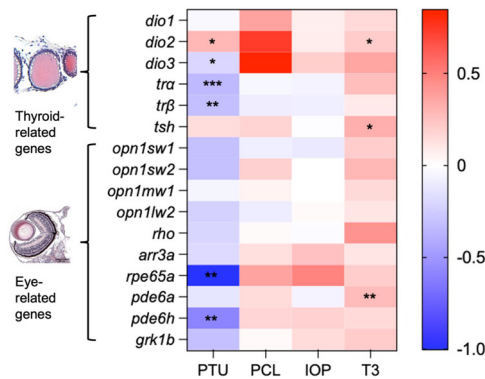 Thyroid-
related
genes
Eye-
related
genes
dio1
dio2
dio3
trα
trβ
tsh
opn1sw1
opn1sw2
opn1mw1
opn1lw2
rho
arr3a
rpe65a
pde6a
pde6h
grk1b
* *
*
***
**
*
**
**
**
PTU PCL IOP T3
0.5
0
-0.5
-1.0